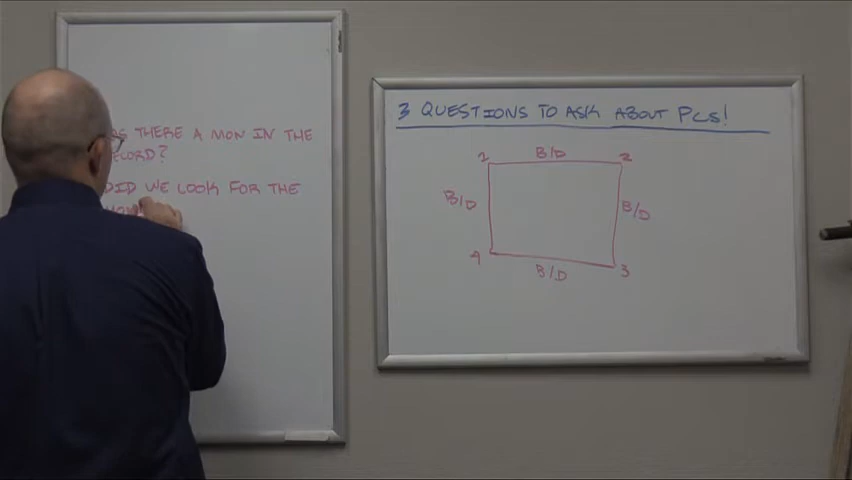 THERE A MON IN THE
DID WE LOOK FOR THE
3 QUESTIONS TO ASK ABOUT PCS!
1 B/D 2
B/D B/D
4 B/D 3